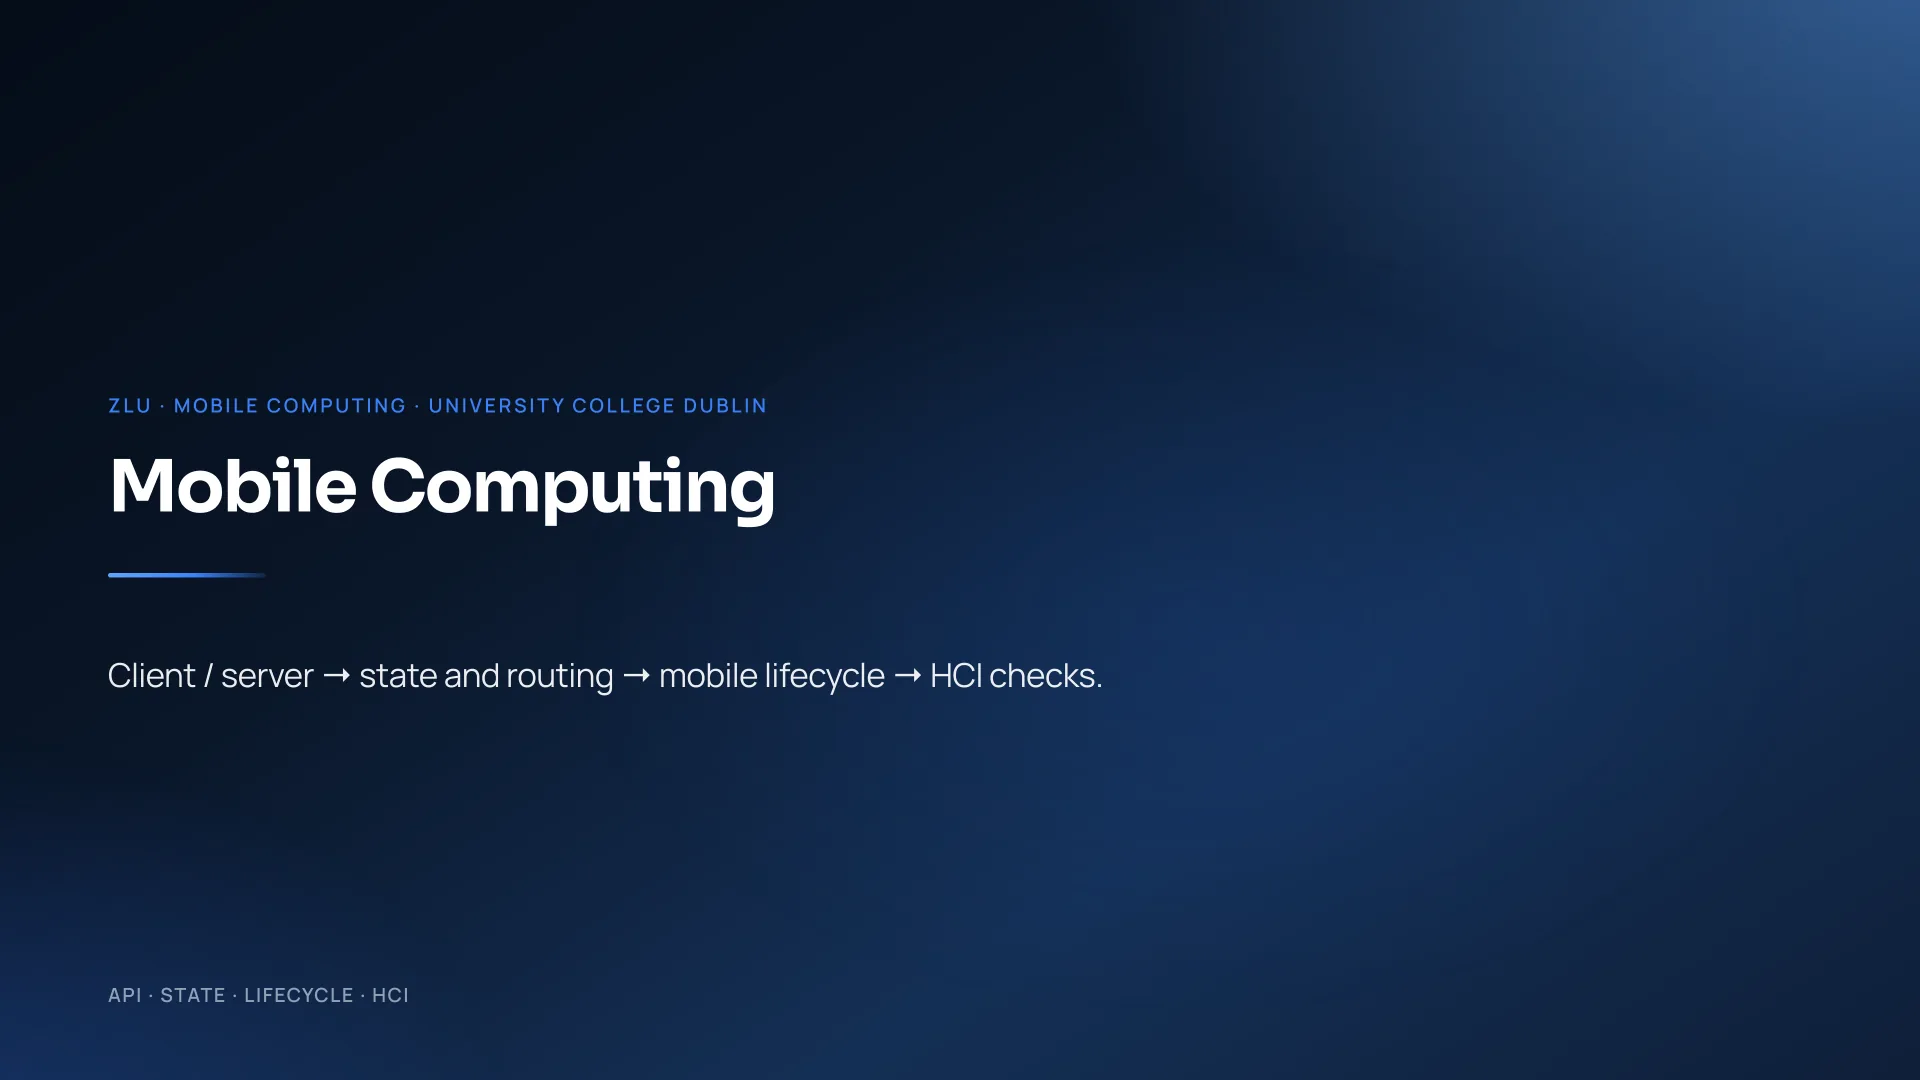 ZLU · MOBILE COMPUTING · UNIVERSITY COLLEGE DUBLIN
Mobile Computing
Client / server → state and routing → mobile lifecycle → HCI checks.
API · STATE · LIFECYCLE · HCI